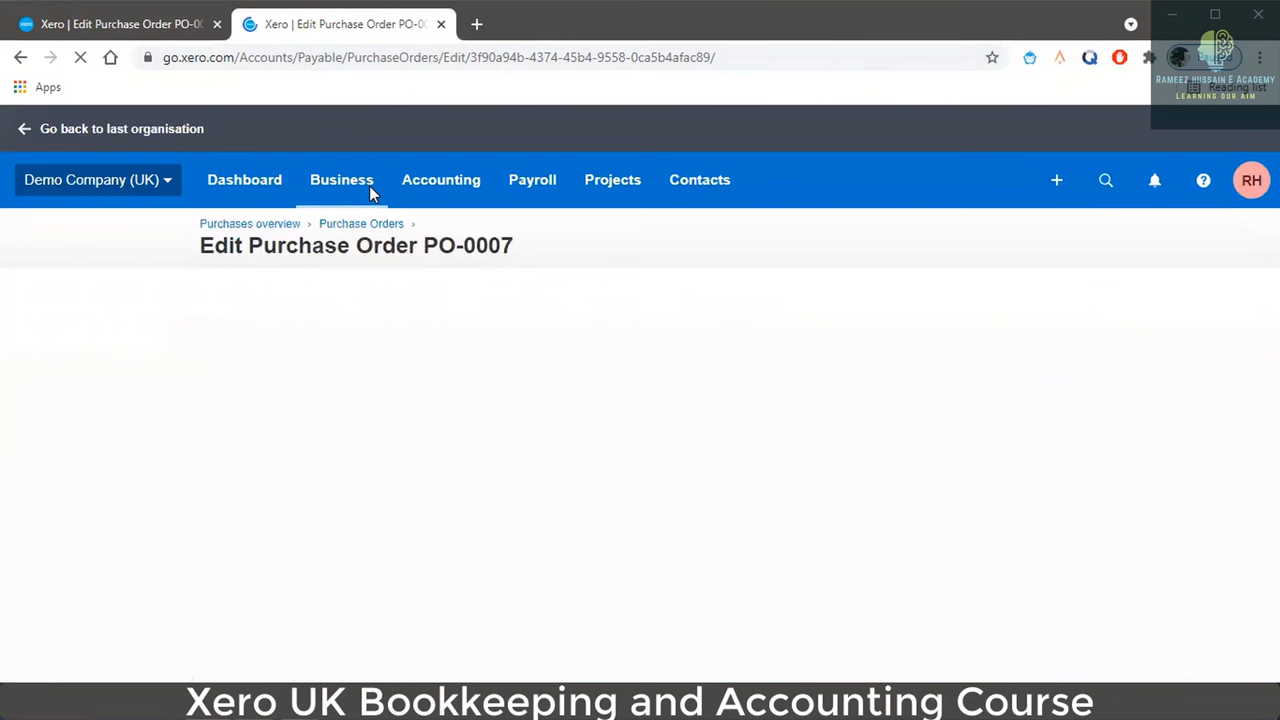 Xero | Edit Purchase Order PO-00
Xero | Edit Purchase Order PO-00
go.xero.com/Accounts/Payable/PurchaseOrders/Edit/3f90a94b-4374-45b4-9558-0ca5b4afac89/
Paused
Apps
Reading list
RAMEEZ HUSSAIN E ACADEMY
LEARNING OUR AIM
Go back to last organisation
Demo Company (UK)
Dashboard
Business
Accounting
Payroll
Projects
Contacts
RH
Purchases overview › Purchase Orders ›
Edit Purchase Order PO-0007
Xero UK Bookkeeping and Accounting Course